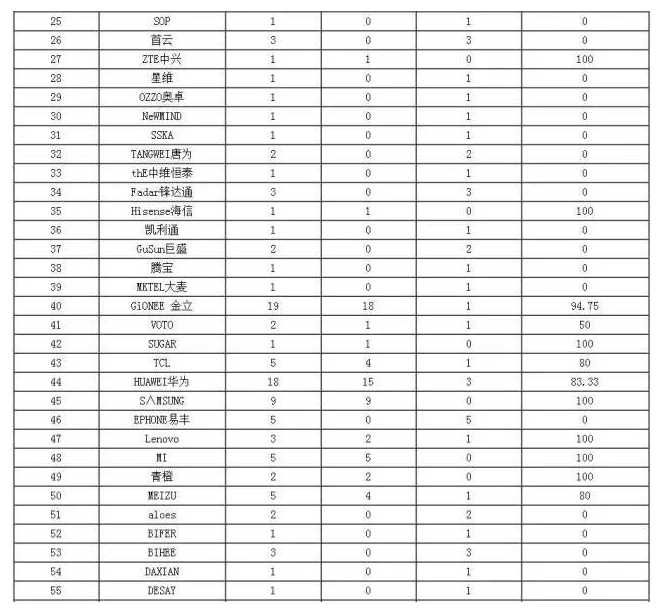 25 SOP 1 0 1 0
26 首云 3 0 3 0
27 ZTE中兴 1 1 0 100
28 星维 1 0 1 0
29 OZZO奥卓 1 0 1 0
30 NeWMIND 1 0 1 0
31 SSKA 1 0 1 0
32 TANGWEI唐为 2 0 2 0
33 thE中维恒泰 1 0 1 0
34 Fadar锋达通 3 0 3 0
35 Hisense海信 1 1 0 100
36 凯利通 1 0 1 0
37 GuSun巨盛 2 0 2 0
38 腾宝 1 0 1 0
39 MKTEL大麦 1 0 1 0
40 GiONEE 金立 19 18 1 94.75
41 VOTO 2 1 1 50
42 SUGAR 1 1 0 100
43 TCL 5 4 1 80
44 HUAWEI华为 18 15 3 83.33
45 S∧MSUNG 9 9 0 100
46 EPHONE易丰 5 0 5 0
47 Lenovo 3 2 1 100
48 MI 5 5 0 100
49 青橙 2 2 0 100
50 MEIZU 5 4 1 80
51 aloes 2 0 2 0
52 BIFER 1 0 1 0
53 BIHEE 3 0 3 0
54 DAXIAN 1 0 1 0
55 DESAY 1 0 1 0